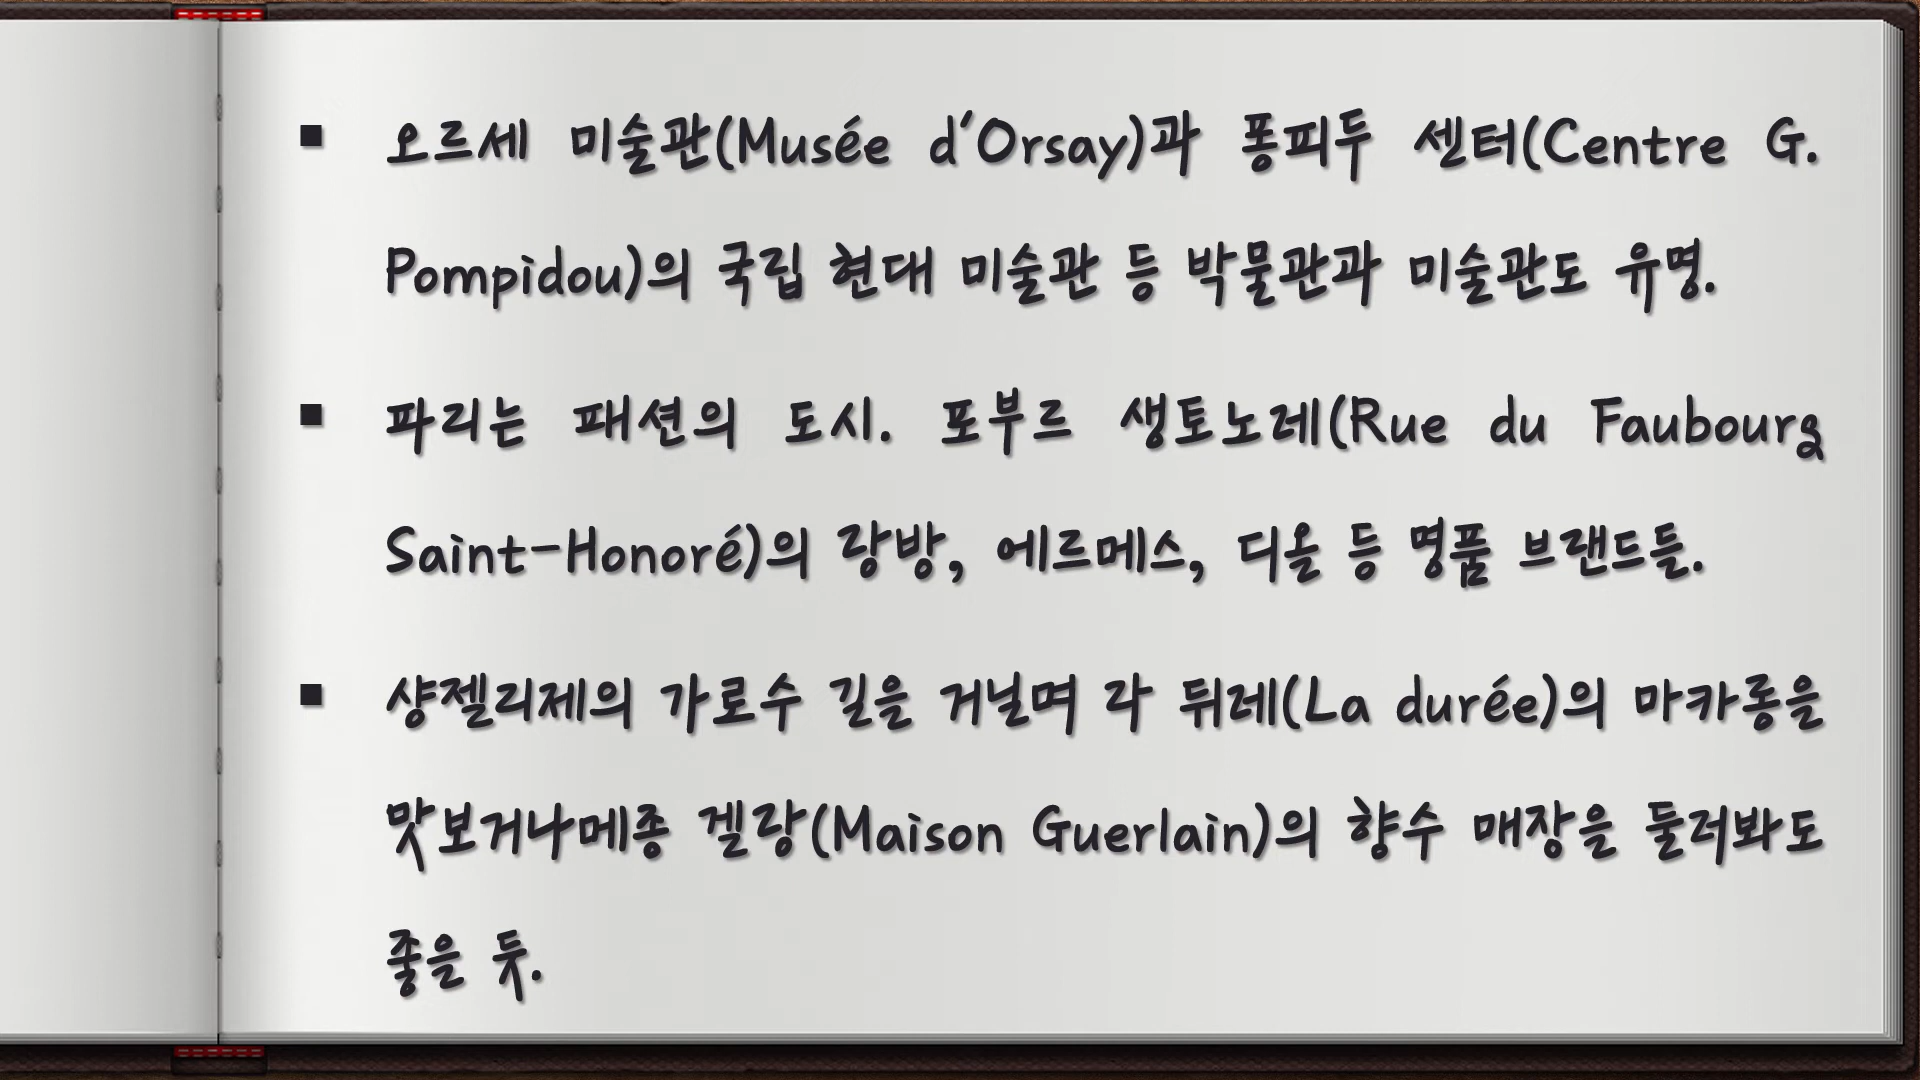 ▪ 오르세 미술관(Musée d’Orsay)과 퐁피두 센터(Centre G.
Pompidou)의 국립 현대 미술관 등 박물관과 미술관도 유명.
▪ 파리는 패션의 도시. 포부르 생토노레(Rue du Faubourg
Saint-Honoré)의 랑방, 에르메스, 디올 등 명품 브랜드들.
▪ 샹젤리제의 가로수 길을 거닐며 라 뒤레(La durée)의 마카롱을
맛보거나메종 겔랑(Maison Guerlain)의 향수 매장을 둘러봐도
좋을 듯.